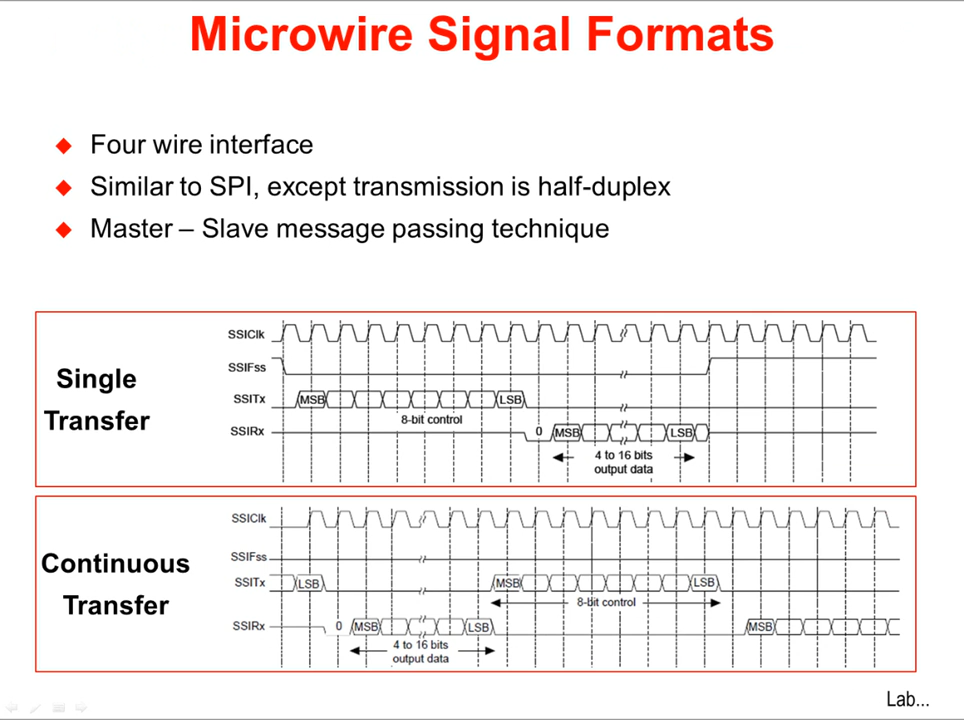 Microwire Signal Formats
Four wire interface
Similar to SPI, except transmission is half-duplex
Master – Slave message passing technique
Single
Transfer
SSIClk
SSIFss
SSITx
MSB
LSB
8-bit control
SSIRx
0
MSB
LSB
4 to 16 bits
output data
Continuous
Transfer
SSIClk
SSIFss
SSITx
LSB
MSB
LSB
8-bit control
SSIRx
0
MSB
LSB
MSB
4 to 16 bits
output data
Lab...